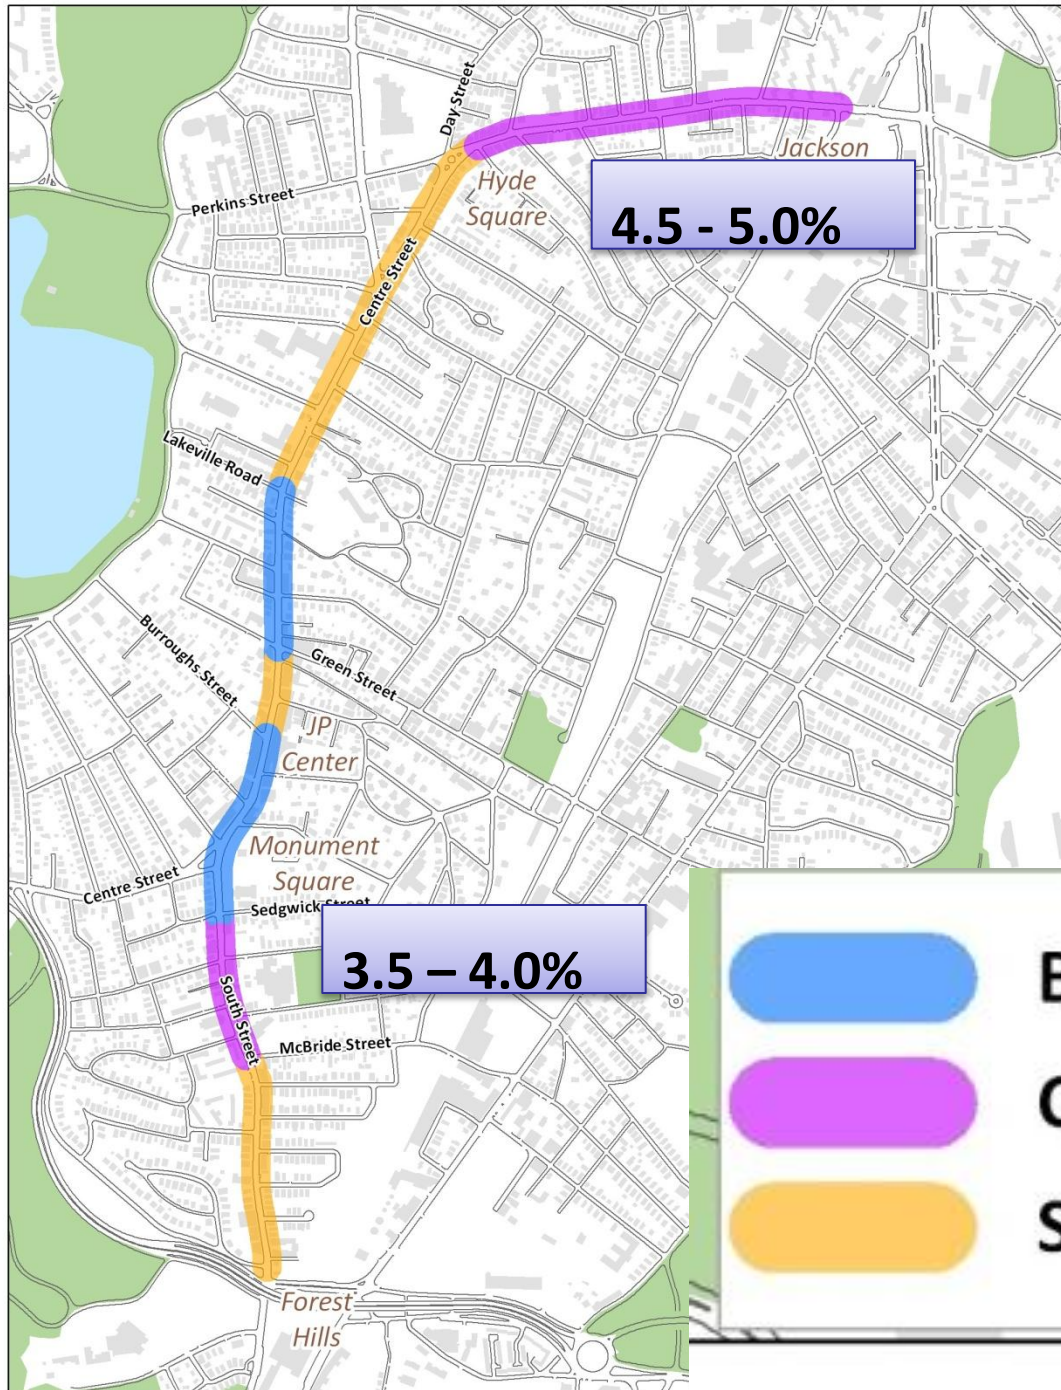 Day Street
Jackson
Hyde
Square
4.5 - 5.0%
Perkins Street
Centre Street
Lakeville Road
Burroughs Street
Green Street
JP
Center
Monument
Square
Centre Street
Sedgwick Street
3.5 – 4.0%
South Street
McBride Street
Forest
Hills
B
S